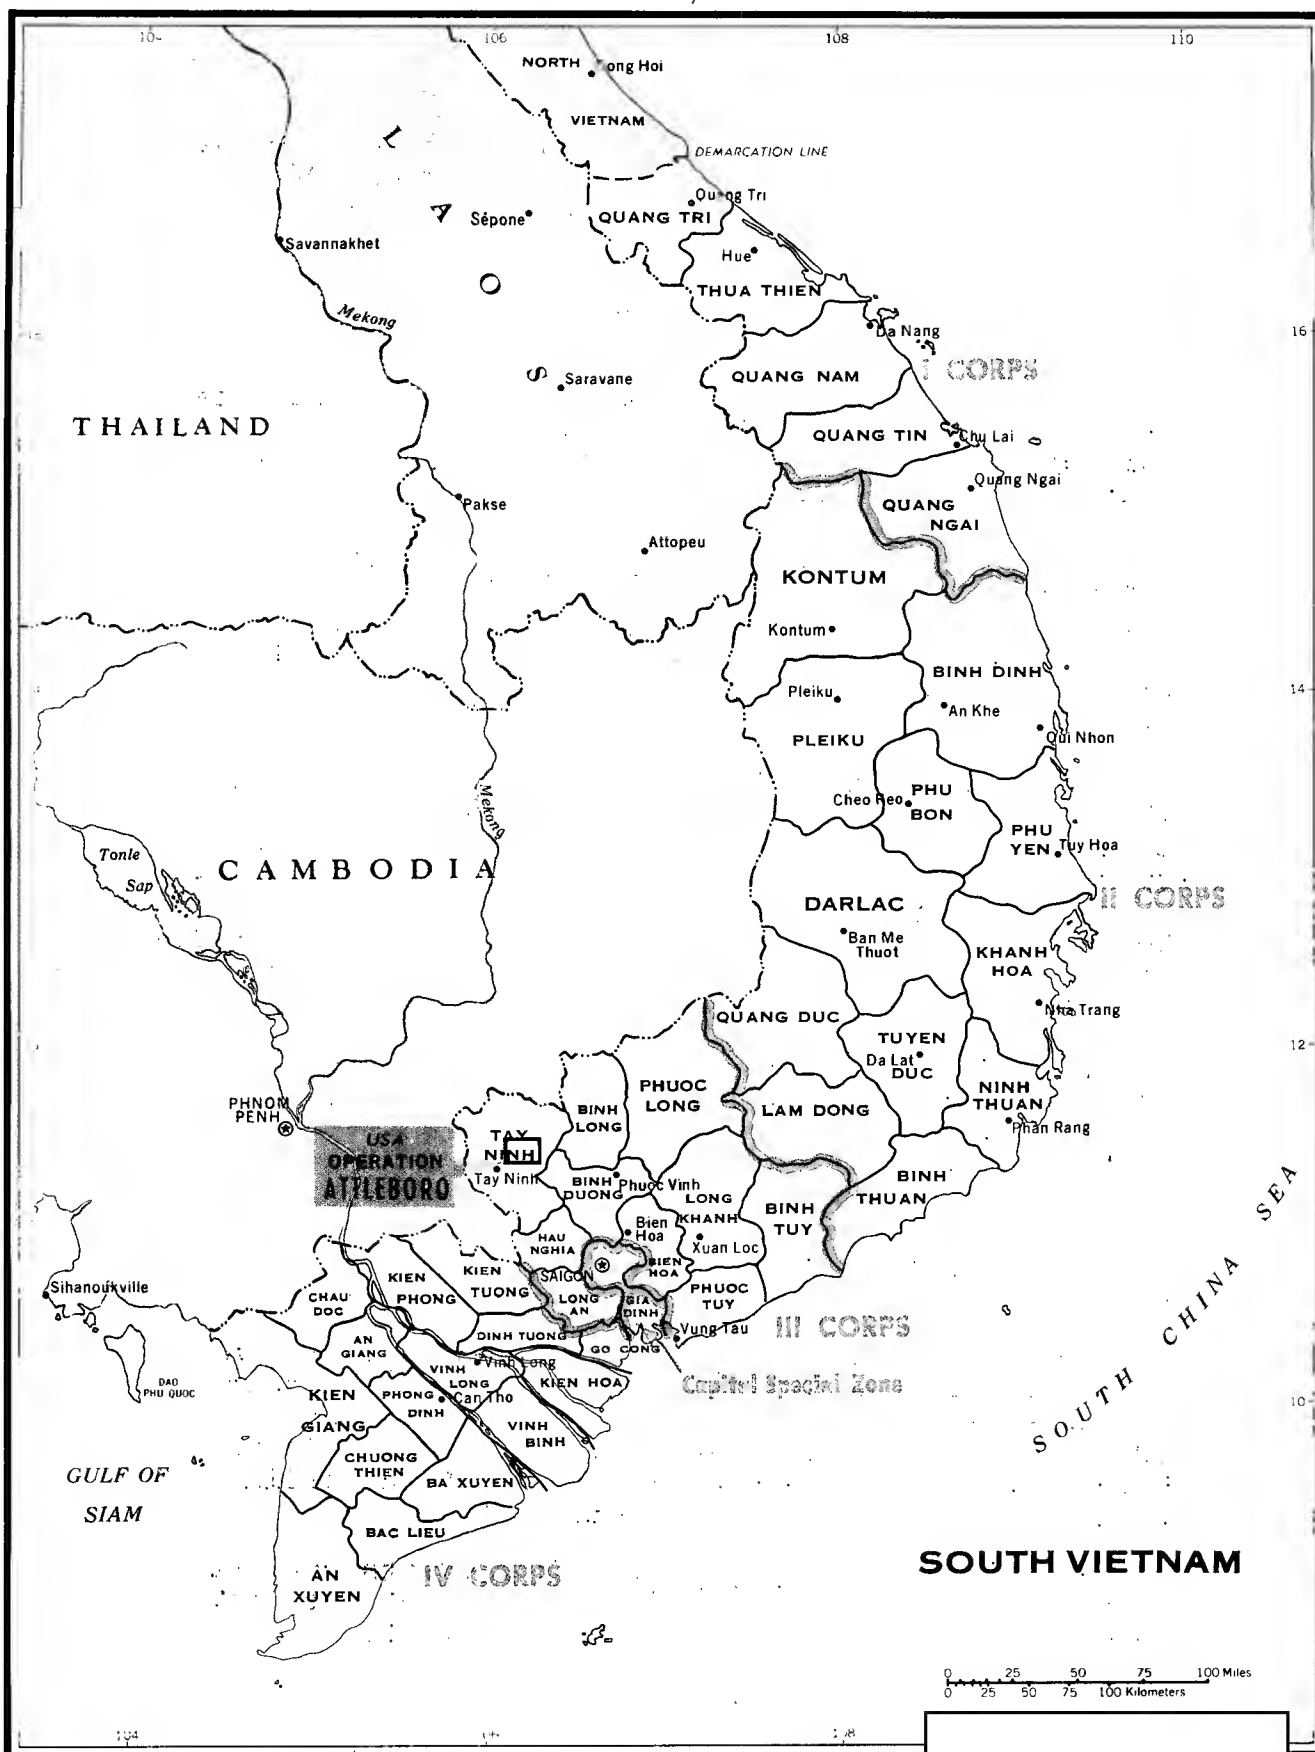 106
108
110
NORTH
ong Hoi
VIETNAM
DEMARCATION LINE
L
A
O
S
Quang Tri
Sépone
QUANG TRI
Savannakhet
Hue
THUA THIEN
Mekong
Da Nang
16
I CORPS
Saravane
QUANG NAM
THAILAND
QUANG TIN
Chu Lai
Pakse
Quang Ngai
QUANG
NGAI
Attopeu
KONTUM
Kontum
BINH DINH
Pleiku
14
An Khe
PLEIKU
Qui Nhon
Mekong
Cheo Reo
PHU
BON
PHU
YEN
Tuy Hoa
Tonle
Sap
CAMBODIA
DARLAC
II CORPS
Ban Me
Thuot
KHANH
HOA
Nha Trang
QUANG DUC
TUYEN
DUC
Da Lat
12
PHNOM
PENH
PHUOC
LONG
BINH
LONG
LAM DONG
NINH
THUAN
Phan Rang
USA
OPERATION
ATTLEBORO
TAY
NINH
Tay Ninh
BINH
DUONG
Phuoc Vinh
LONG
KHANH
BINH
TUY
BINH
THUAN
Bien
Hoa
Xuan Loc
HAU
NGHIA
BIEN
HOA
SAIGON
Sihanoukville
KIEN
PHONG
KIEN
TUONG
LONG
AN
GIA
DINH
PHUOC
TUY
CHAU
DOC
DINH TUONG
Vung Tau
III CORPS
AN
GIANG
GO CONG
VINH
LONG
Vinh Long
KIEN HOA
Capitol Special Zone
DAO
PHU QUOC
KIEN
GIANG
PHONG
DINH
Can Tho
VINH
BINH
10
SOUTH CHINA SEA
CHUONG
THIEN
BA XUYEN
GULF OF
SIAM
BAC LIEU
AN
XUYEN
IV CORPS
SOUTH VIETNAM
0 25 50 75 100 Miles
0 25 50 75 100 Kilometers
104